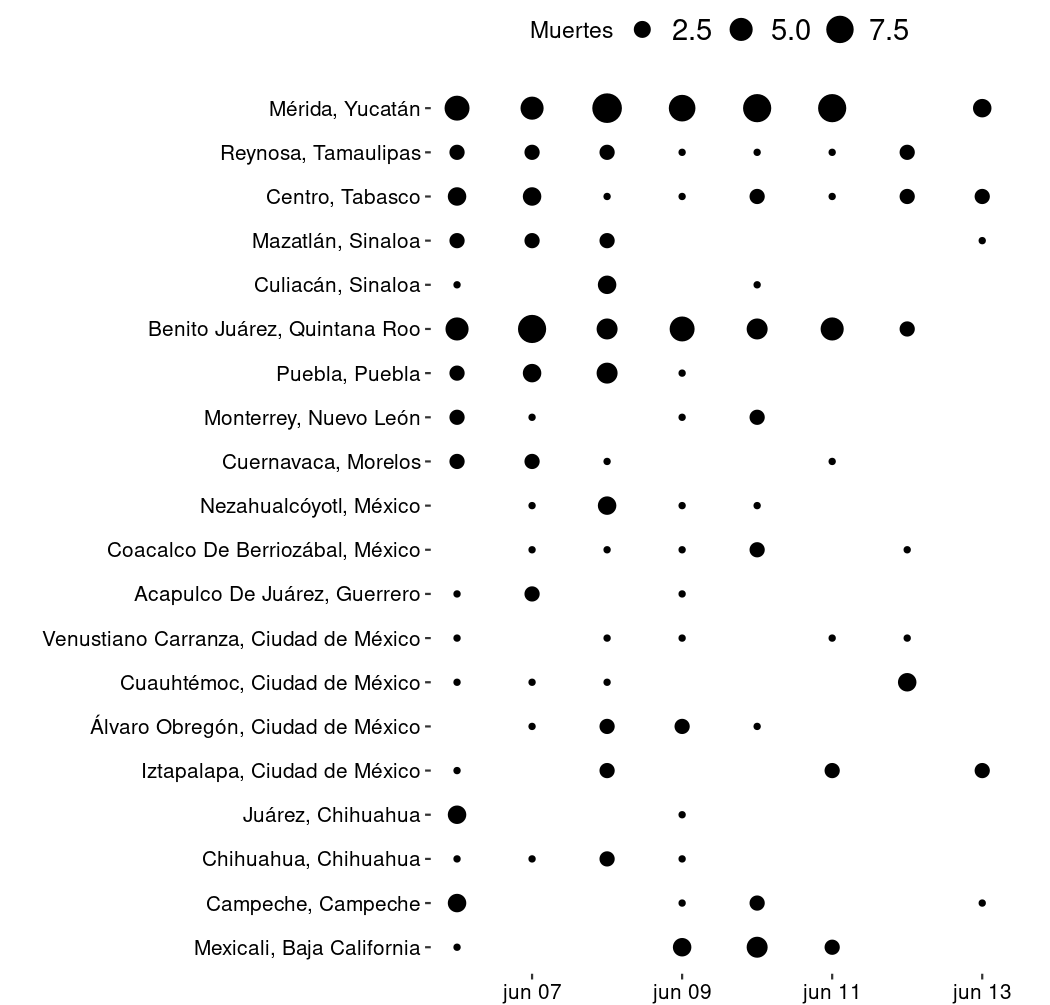 Muertes 2.5 5.0 7.5
Mérida, Yucatán
Reynosa, Tamaulipas
Centro, Tabasco
Mazatlán, Sinaloa
Culiacán, Sinaloa
Benito Juárez, Quintana Roo
Puebla, Puebla
Monterrey, Nuevo León
Cuernavaca, Morelos
Nezahualcóyotl, México
Coacalco De Berriozábal, México
Acapulco De Juárez, Guerrero
Venustiano Carranza, Ciudad de México
Cuauhtémoc, Ciudad de México
Álvaro Obregón, Ciudad de México
Iztapalapa, Ciudad de México
Juárez, Chihuahua
Chihuahua, Chihuahua
Campeche, Campeche
Mexicali, Baja California
jun 07 jun 09 jun 11 jun 13